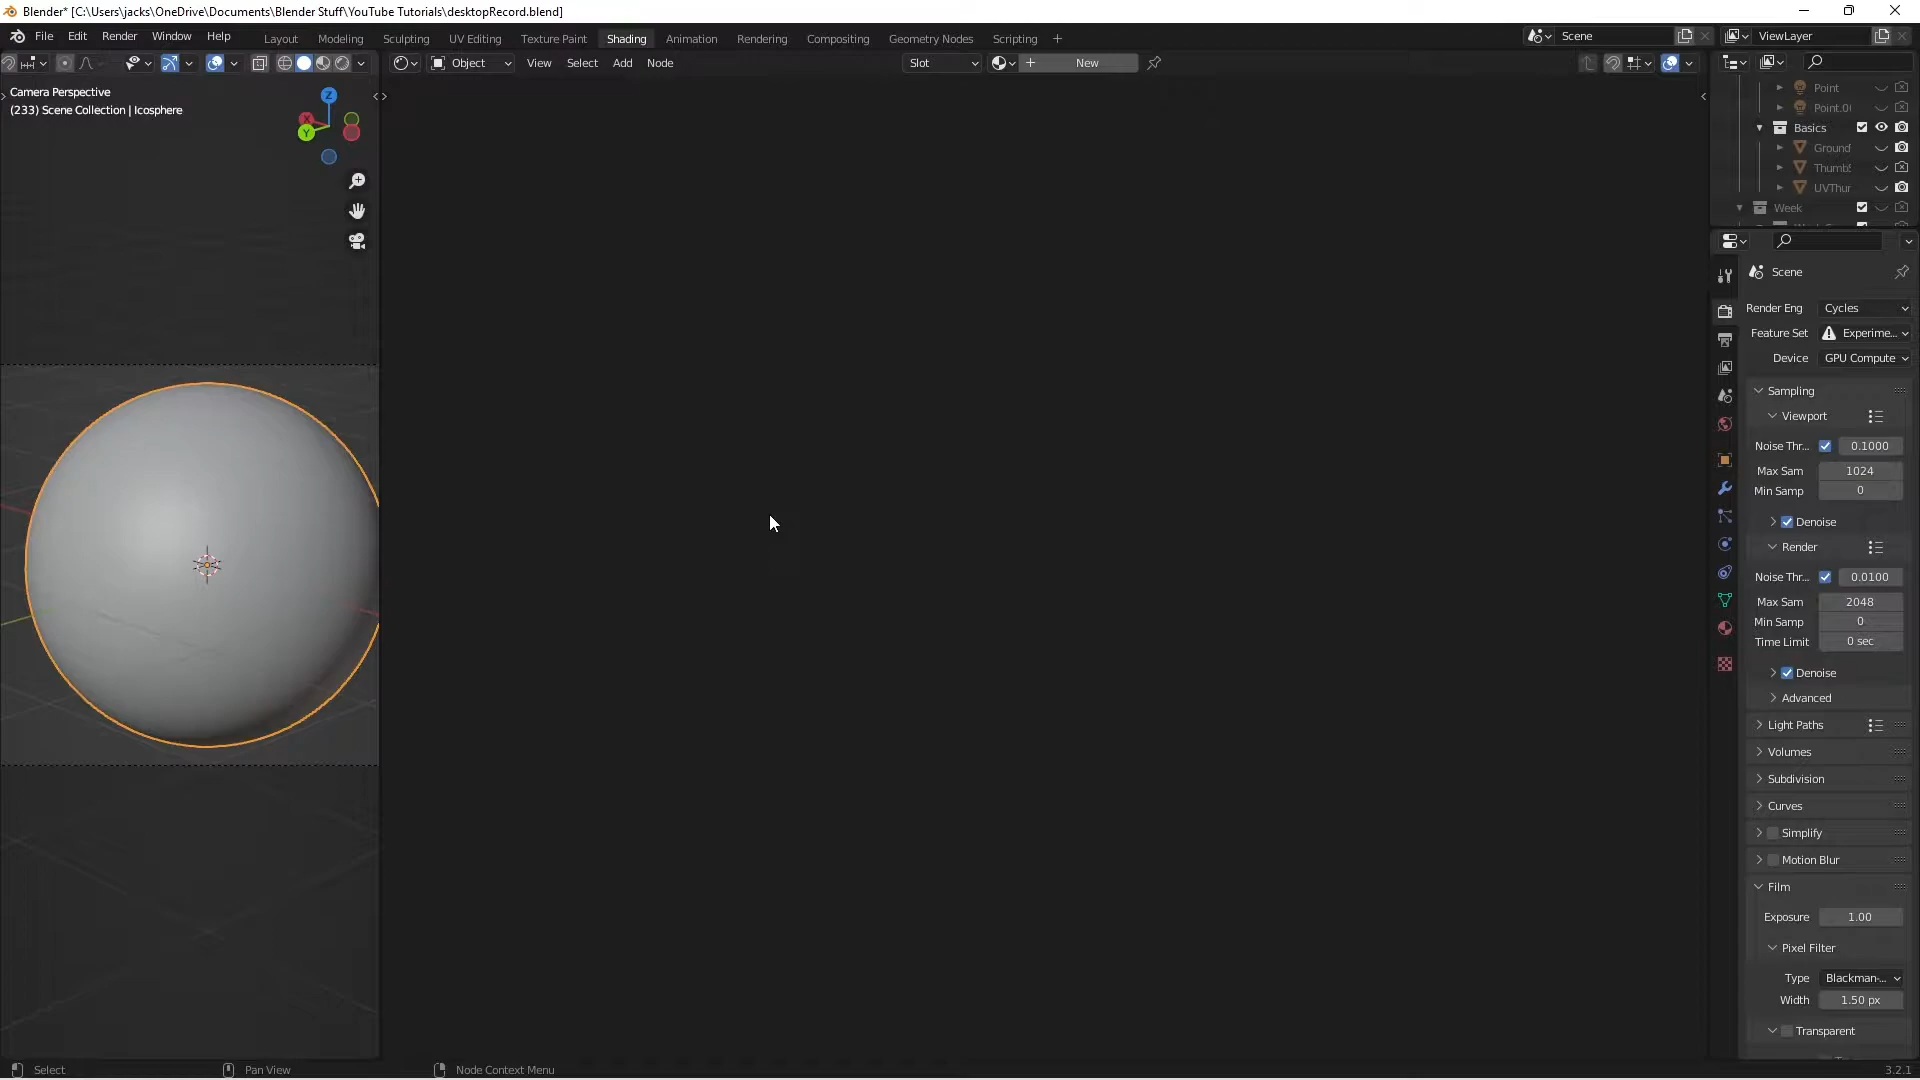 Blender* [C:\Users\jacks\OneDrive\Documents\Blender Stuff\YouTube Tutorials\desktopRecord.blend]
File Edit Render Window Help Layout Modeling Sculpting UV Editing Texture Paint Shading Animation Rendering Compositing Geometry Nodes Scripting + Scene ViewLayer
Object View Select Add Node Slot New
Camera Perspective
(233) Scene Collection | Icosphere
Z
X
Y
Point
Point.0
Basics
Ground
Thumb
UVThur
Week
Scene
Render Eng Cycles
Feature Set Experime...
Device GPU Compute
Sampling
Viewport
Noise Thr... 0.1000
Max Sam 1024
Min Samp 0
Denoise
Render
Noise Thr... 0.0100
Max Sam 2048
Min Samp 0
Time Limit 0 sec
Denoise
Advanced
Light Paths
Volumes
Subdivision
Curves
Simplify
Motion Blur
Film
Exposure 1.00
Pixel Filter
Type Blackman-...
Width 1.50 px
Transparent
Select Pan View Node Context Menu 3.2.1